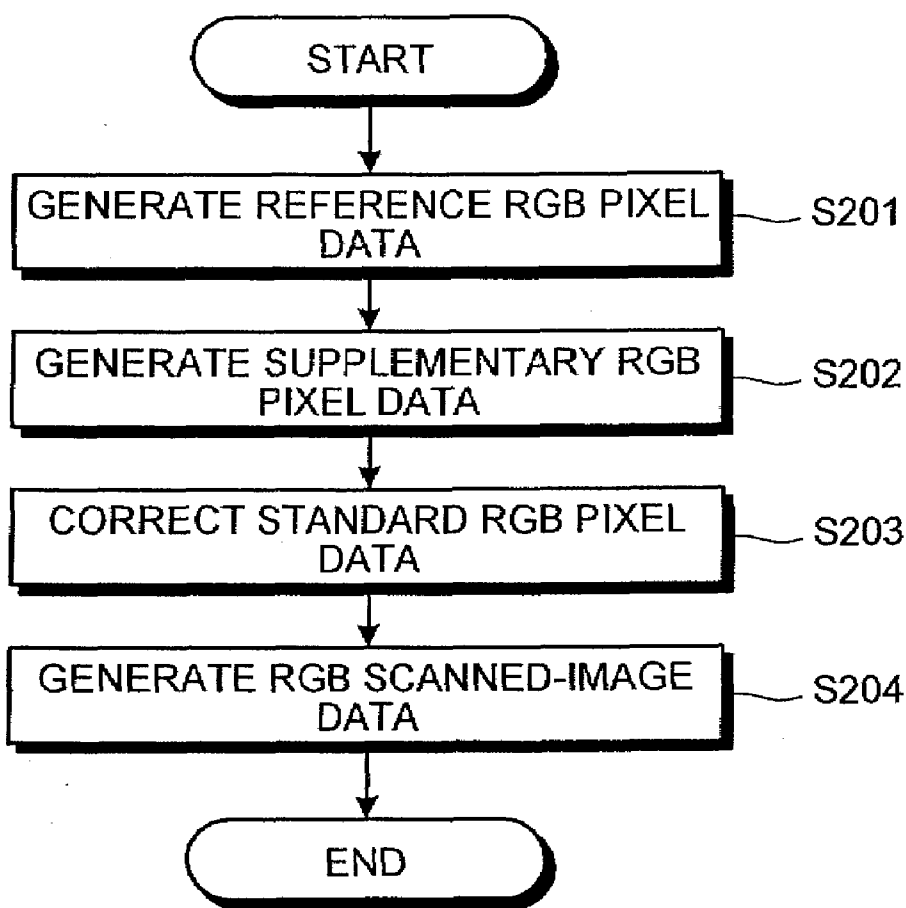 START
GENERATE REFERENCE RGB PIXEL
DATA
S201
GENERATE SUPPLEMENTARY RGB
PIXEL DATA
S202
CORRECT STANDARD RGB PIXEL
DATA
S203
GENERATE RGB SCANNED-IMAGE
DATA
S204
END